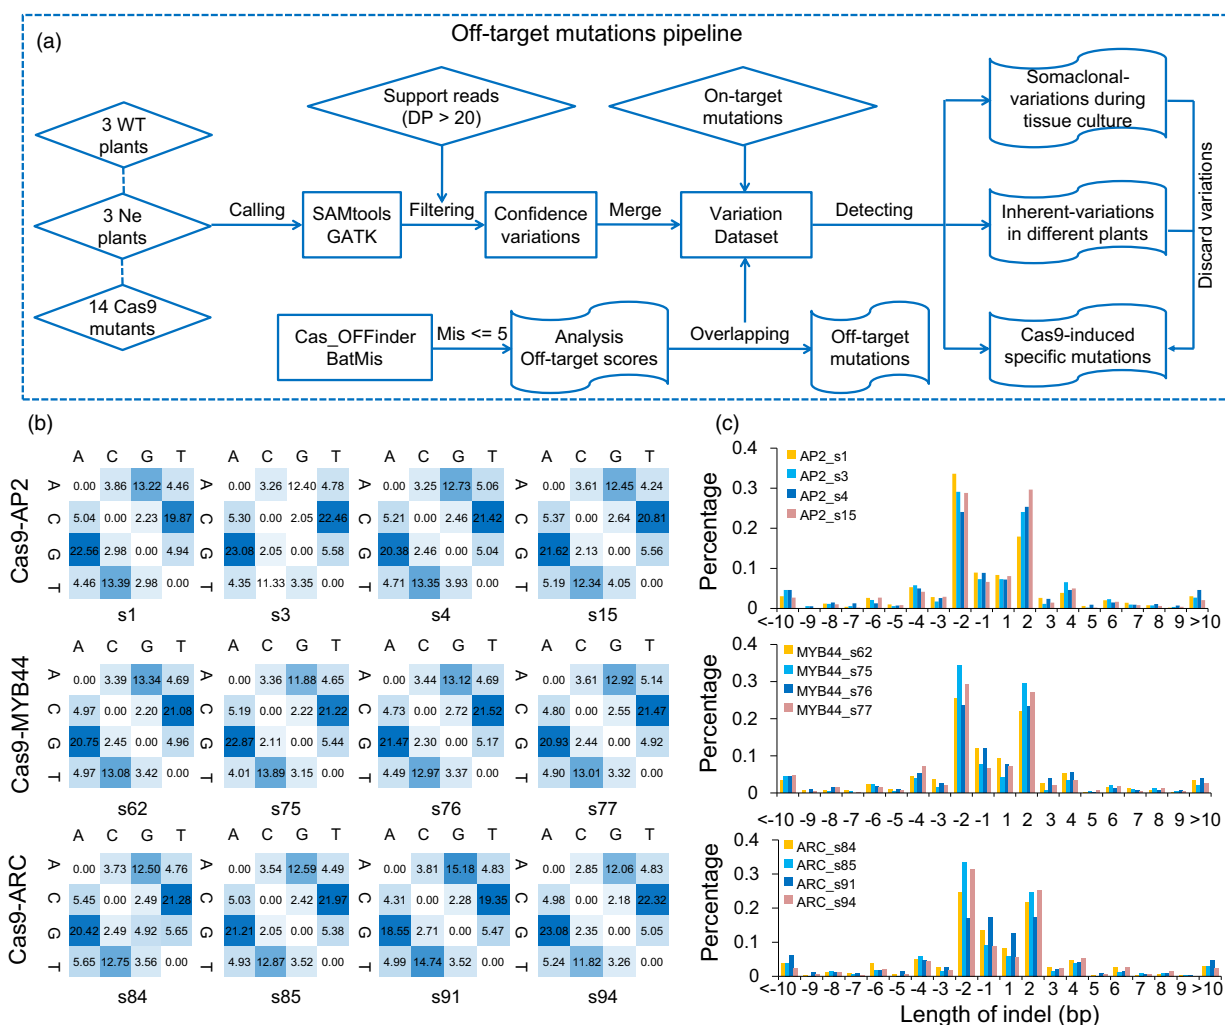 (a)
Off-target mutations pipeline
3 WT
plants
3 Ne
plants
14 Cas9
mutants
Calling
SAMtools
GATK
Support reads
(DP > 20)
Filtering
Confidence
variations
Merge
On-target
mutations
Variation
Dataset
Detecting
Somaclonal-
variations during
tissue culture
Inherent-variations
in different plants
Cas9-induced
specific mutations
Discard variations
Cas_OFFinder
BatMis
Mis <= 5
Analysis
Off-target scores
Overlapping
Off-target
mutations
(b)
Cas9-AP2
A C G T A C G T A C G T A C G T
A 0.00 3.86 13.22 4.46 A 0.00 3.26 12.40 4.78 A 0.00 3.25 12.73 5.06 A 0.00 3.61 12.45 4.24
C 5.04 0.00 2.23 19.87 C 5.30 0.00 2.05 22.46 C 5.21 0.00 2.46 21.42 C 5.37 0.00 2.64 20.81
G 22.56 2.98 0.00 4.94 G 23.08 2.05 0.00 5.58 G 20.38 2.46 0.00 5.04 G 21.62 2.13 0.00 5.56
T 4.46 13.39 2.98 0.00 T 4.35 11.33 3.35 0.00 T 4.71 13.35 3.93 0.00 T 5.19 12.34 4.05 0.00
s1 s3 s4 s15
Cas9-MYB44
A C G T A C G T A C G T A C G T
A 0.00 3.39 13.34 4.69 A 0.00 3.36 11.88 4.65 A 0.00 3.44 13.12 4.69 A 0.00 3.61 12.92 5.14
C 4.97 0.00 2.20 21.08 C 5.19 0.00 2.22 21.22 C 4.73 0.00 2.72 21.52 C 4.80 0.00 2.55 21.47
G 20.75 2.45 0.00 4.96 G 22.87 2.11 0.00 5.44 G 21.47 2.30 0.00 5.17 G 20.93 2.44 0.00 4.92
T 4.97 13.08 3.42 0.00 T 4.01 13.89 3.15 0.00 T 4.49 12.97 3.37 0.00 T 4.90 13.01 3.32 0.00
s62 s75 s76 s77
Cas9-ARC
A C G T A C G T A C G T A C G T
A 0.00 3.73 12.50 4.76 A 0.00 3.54 12.59 4.49 A 0.00 3.81 15.18 4.83 A 0.00 2.85 12.06 4.83
C 5.45 0.00 2.49 21.28 C 5.03 0.00 2.42 21.97 C 4.31 0.00 2.28 19.35 C 4.98 0.00 2.18 22.32
G 20.42 2.49 4.92 5.65 G 21.21 2.05 0.00 5.38 G 18.55 2.71 0.00 5.47 G 23.08 2.35 0.00 5.05
T 5.65 12.75 3.56 0.00 T 4.93 12.87 3.52 0.00 T 4.99 14.74 3.52 0.00 T 5.24 11.82 3.26 0.00
s84 s85 s91 s94
(c)
Percentage
0.4
0.3
0.2
0.1
0
AP2_s1
AP2_s3
AP2_s4
AP2_s15
<-10 -9 -8 -7 -6 -5 -4 -3 -2 -1 1 2 3 4 5 6 7 8 9 >10
Percentage
0.4
0.3
0.2
0.1
0
MYB44_s62
MYB44_s75
MYB44_s76
MYB44_s77
<-10 -9 -8 -7 -6 -5 -4 -3 -2 -1 1 2 3 4 5 6 7 8 9 >10
Percentage
0.4
0.3
0.2
0.1
0
ARC_s84
ARC_s85
ARC_s91
ARC_s94
<-10 -9 -8 -7 -6 -5 -4 -3 -2 -1 1 2 3 4 5 6 7 8 9 >10
Length of indel (bp)